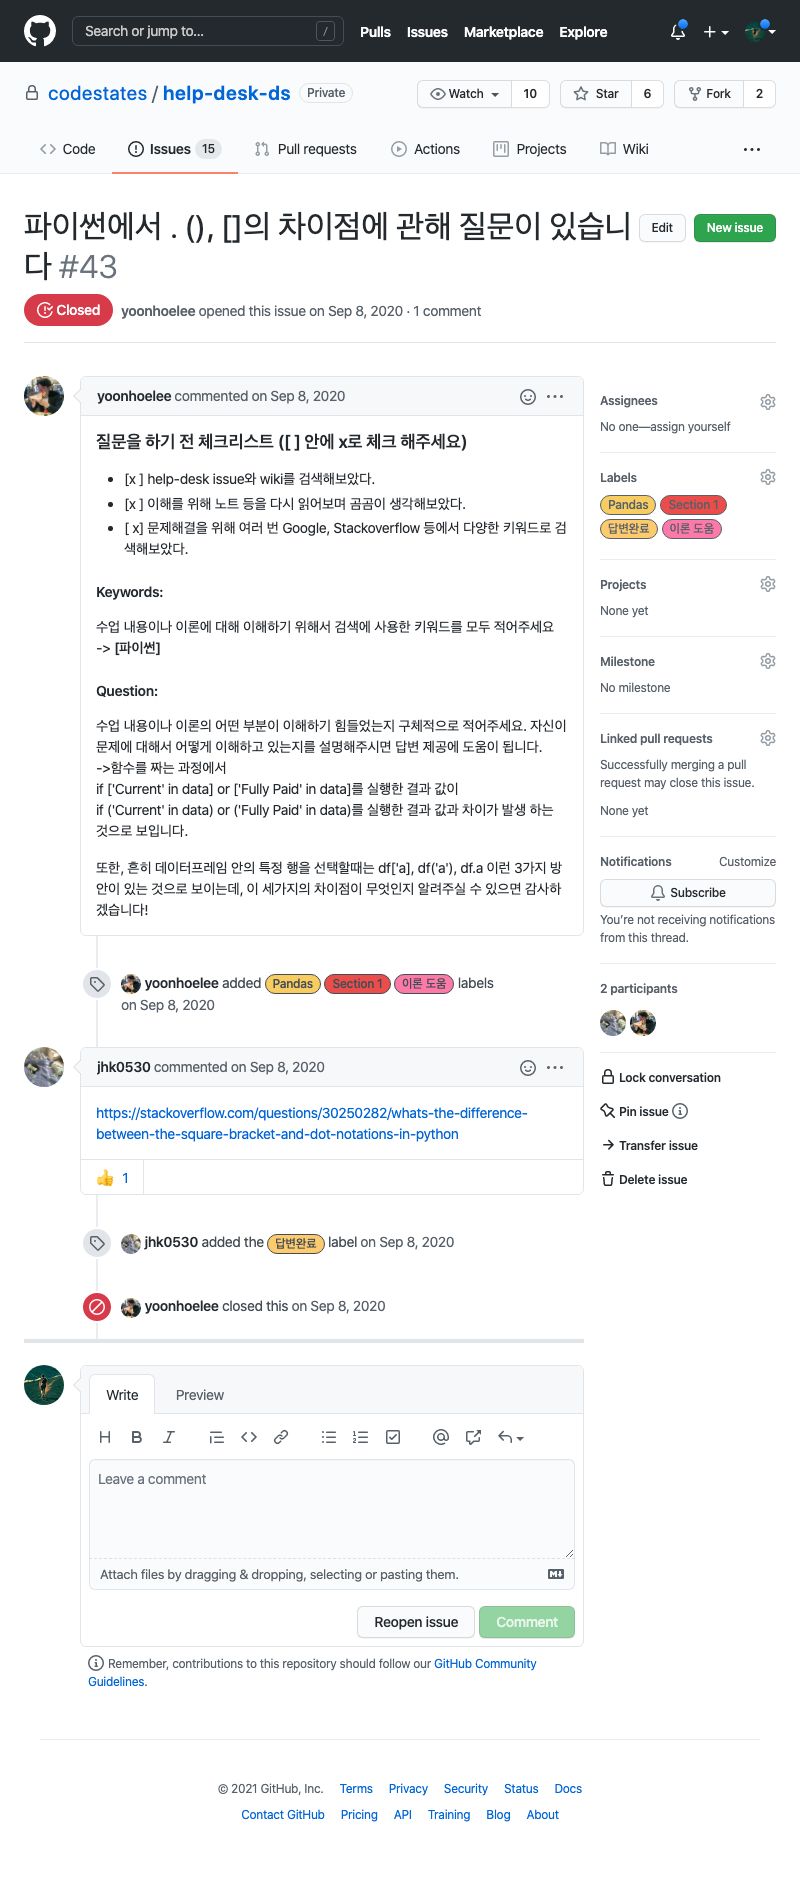 Search or jump to... /
Pulls Issues Marketplace Explore
codestates / help-desk-ds Private
Watch 10 Star 6 Fork 2
Code Issues 15 Pull requests Actions Projects Wiki
파이썬에서 . (), []의 차이점에 관해 질문이 있습니
다 #43
Edit New issue
Closed yoonhoelee opened this issue on Sep 8, 2020 · 1 comment
yoonhoelee commented on Sep 8, 2020
질문을 하기 전 체크리스트 ([ ] 안에 x로 체크 해주세요)
[x ] help-desk issue와 wiki를 검색해보았다.
[x ] 이해를 위해 노트 등을 다시 읽어보며 곰곰이 생각해보았다.
[ x] 문제해결을 위해 여러 번 Google, Stackoverflow 등에서 다양한 키워드로 검
색해보았다.
Keywords:
수업 내용이나 이론에 대해 이해하기 위해서 검색에 사용한 키워드를 모두 적어주세요
-> [파이썬]
Question:
수업 내용이나 이론의 어떤 부분이 이해하기 힘들었는지 구체적으로 적어주세요. 자신이
문제에 대해서 어떻게 이해하고 있는지를 설명해주시면 답변 제공에 도움이 됩니다.
->함수를 짜는 과정에서
if ['Current' in data] or ['Fully Paid' in data]를 실행한 결과 값이
if ('Current' in data) or ('Fully Paid' in data)를 실행한 결과 값과 차이가 발생 하는
것으로 보입니다.
또한, 흔히 데이터프레임 안의 특정 행을 선택할때는 df['a], df('a'), df.a 이런 3가지 방
안이 있는 것으로 보이는데, 이 세가지의 차이점이 무엇인지 알려주실 수 있으면 감사하
겠습니다!
yoonhoelee added Pandas Section 1 이론 도움 labels
on Sep 8, 2020
jhk0530 commented on Sep 8, 2020
https://stackoverflow.com/questions/30250282/whats-the-difference-
between-the-square-bracket-and-dot-notations-in-python
1
jhk0530 added the 답변완료 label on Sep 8, 2020
yoonhoelee closed this on Sep 8, 2020
Assignees
No one—assign yourself
Labels
Pandas Section 1
답변완료 이론 도움
Projects
None yet
Milestone
No milestone
Linked pull requests
Successfully merging a pull
request may close this issue.
None yet
Notifications Customize
Subscribe
You're not receiving notifications
from this thread.
2 participants
Lock conversation
Pin issue
Transfer issue
Delete issue
Write Preview
Leave a comment
Attach files by dragging & dropping, selecting or pasting them.
Reopen issue Comment
Remember, contributions to this repository should follow our GitHub Community
Guidelines.
© 2021 GitHub, Inc. Terms Privacy Security Status Docs
Contact GitHub Pricing API Training Blog About